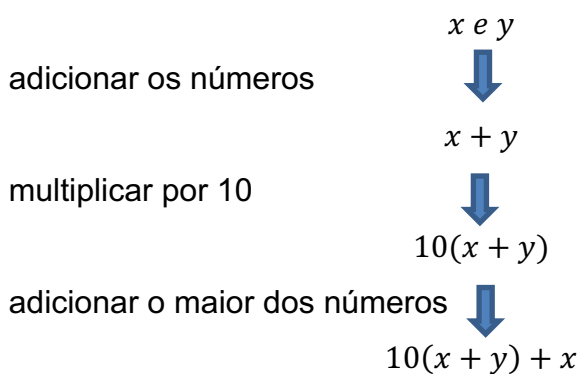 x e y
adicionar os números
x + y
multiplicar por 10
10(x + y)
adicionar o maior dos números
10(x + y) + x